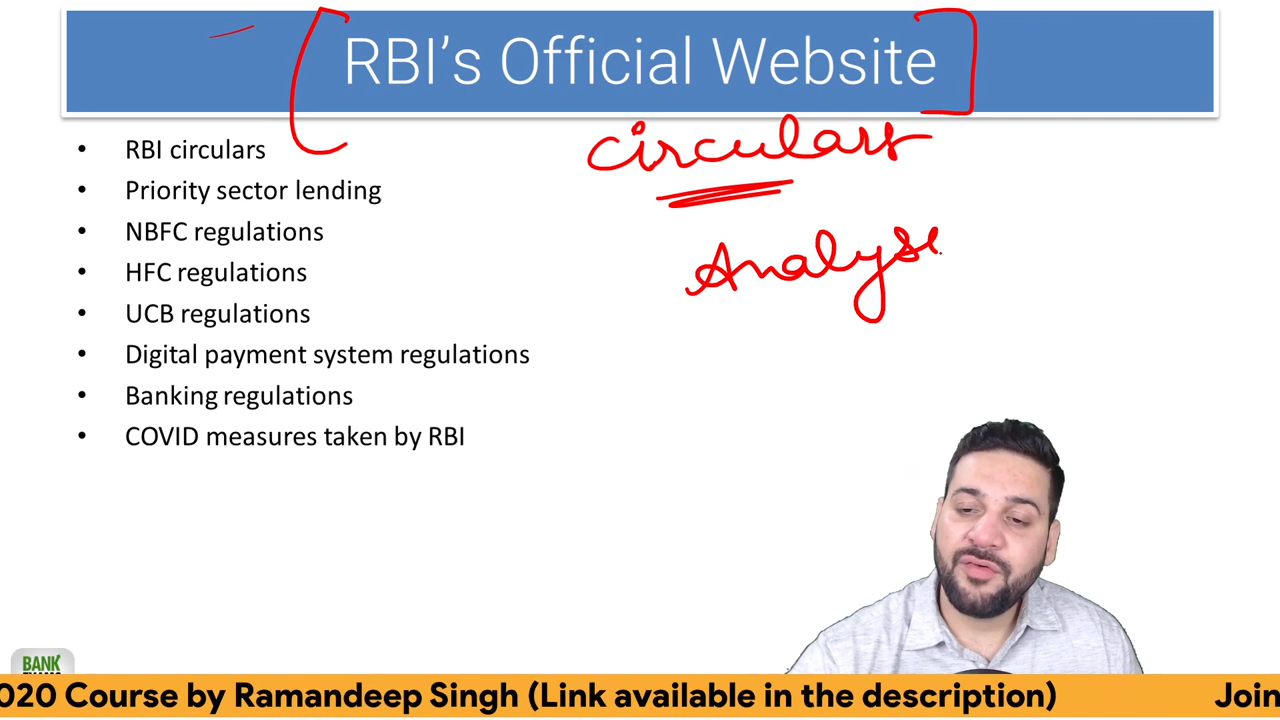 RBI's Official Website
• RBI circulars
circulars
• Priority sector lending
• NBFC regulations
Analyse
• HFC regulations
• UCB regulations
• Digital payment system regulations
• Banking regulations
• COVID measures taken by RBI
BANK
020 Course by Ramandeep Singh (Link available in the description) Join